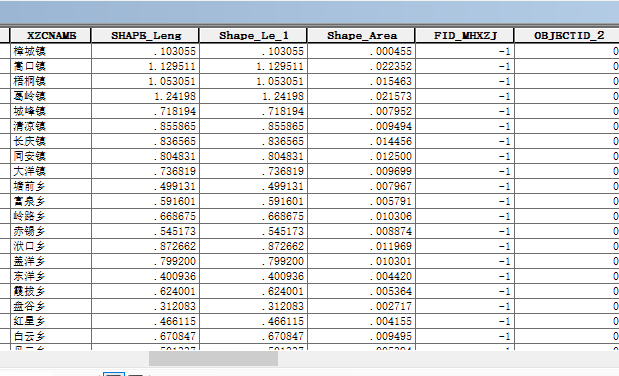 XZCNAME SHAPE_Leng Shape_Le_1 Shape_Area FID_MHXZJ OBJECTID_2
樟城镇 .103055 .103055 .000455 -1 0
嵩口镇 1.129511 1.129511 .022352 -1 0
梧桐镇 1.053051 1.053051 .015463 -1 0
葛岭镇 1.24198 1.24198 .021573 -1 0
城峰镇 .718194 .718194 .007952 -1 0
清凉镇 .855865 .855865 .009494 -1 0
长庆镇 .836565 .836565 .014456 -1 0
同安镇 .804831 .804831 .012500 -1 0
大洋镇 .736819 .736819 .009699 -1 0
塘前乡 .499131 .499131 .007967 -1 0
富泉乡 .591601 .591601 .005791 -1 0
岭路乡 .668675 .668675 .010306 -1 0
赤锡乡 .545173 .545173 .008874 -1 0
洑口乡 .872662 .872662 .011969 -1 0
盖洋乡 .799200 .799200 .010301 -1 0
东洋乡 .400936 .400936 .004420 -1 0
霞拔乡 .624001 .624001 .005364 -1 0
盘谷乡 .312083 .312083 .002717 -1 0
红星乡 .466115 .466115 .004155 -1 0
白云乡 .670847 .670847 .009495 -1 0